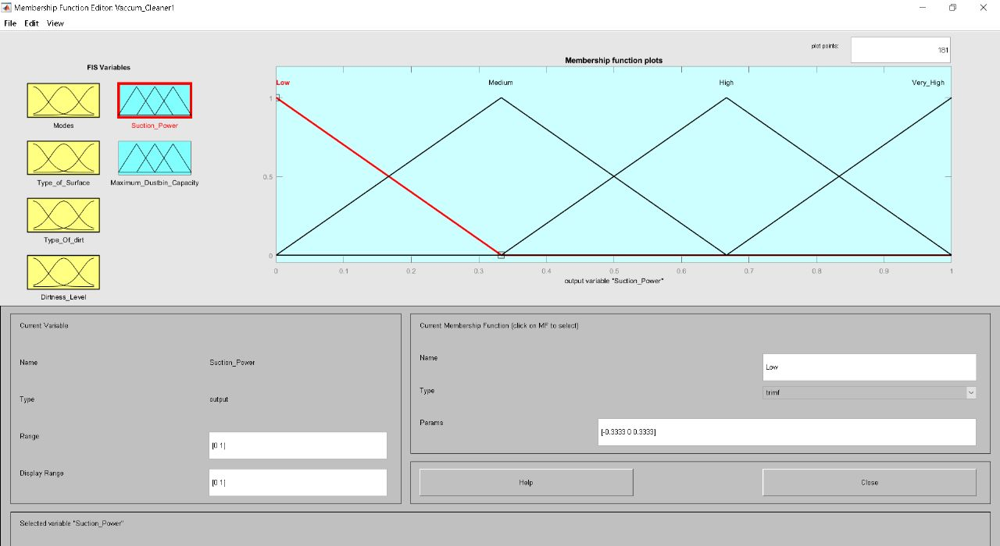 Membership Function Editor: Vaccum_Cleaner1
File Edit View
plot points:
181
FIS Variables
Modes
Suction_Power
Type_of_Surface
Maximum_Dustbin_Capacity
Type_Of_dirt
Dirtness_Level
Membership function plots
Low Medium High Very_High
1
0.5
0
0 0.1 0.2 0.3 0.4 0.5 0.6 0.7 0.8 0.9 1
output variable "Suction_Power"
Current Variable
Name Suction_Power
Type output
Range [0 1]
Display Range [0 1]
Current Membership Function (click on MF to select)
Name Low
Type trimf
Params [-0.3333 0 0.3333]
Help Close
Selected variable "Suction_Power"